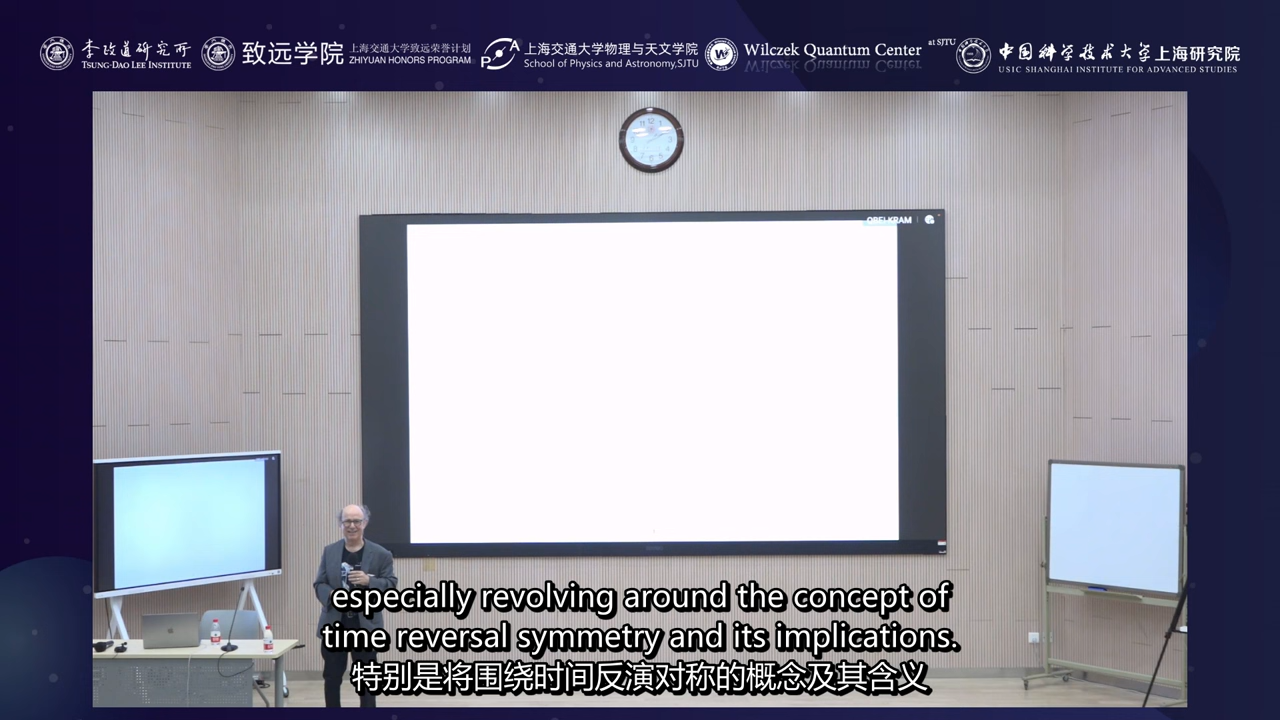 李政道研究所
TSUNG-DAO LEE INSTITUTE
致远学院
上海交通大学致远荣誉计划
ZHIYUAN HONORS PROGRAM
PA
上海交通大学物理与天文学院
School of Physics and Astronomy,SJTU
Wilczek Quantum Center
at SJTU
中国科学技术大学上海研究院
USTC SHANGHAI INSTITUTE FOR ADVANCED STUDIES
especially revolving around the concept of
time reversal symmetry and its implications.
特别是将围绕时间反演对称的概念及其含义